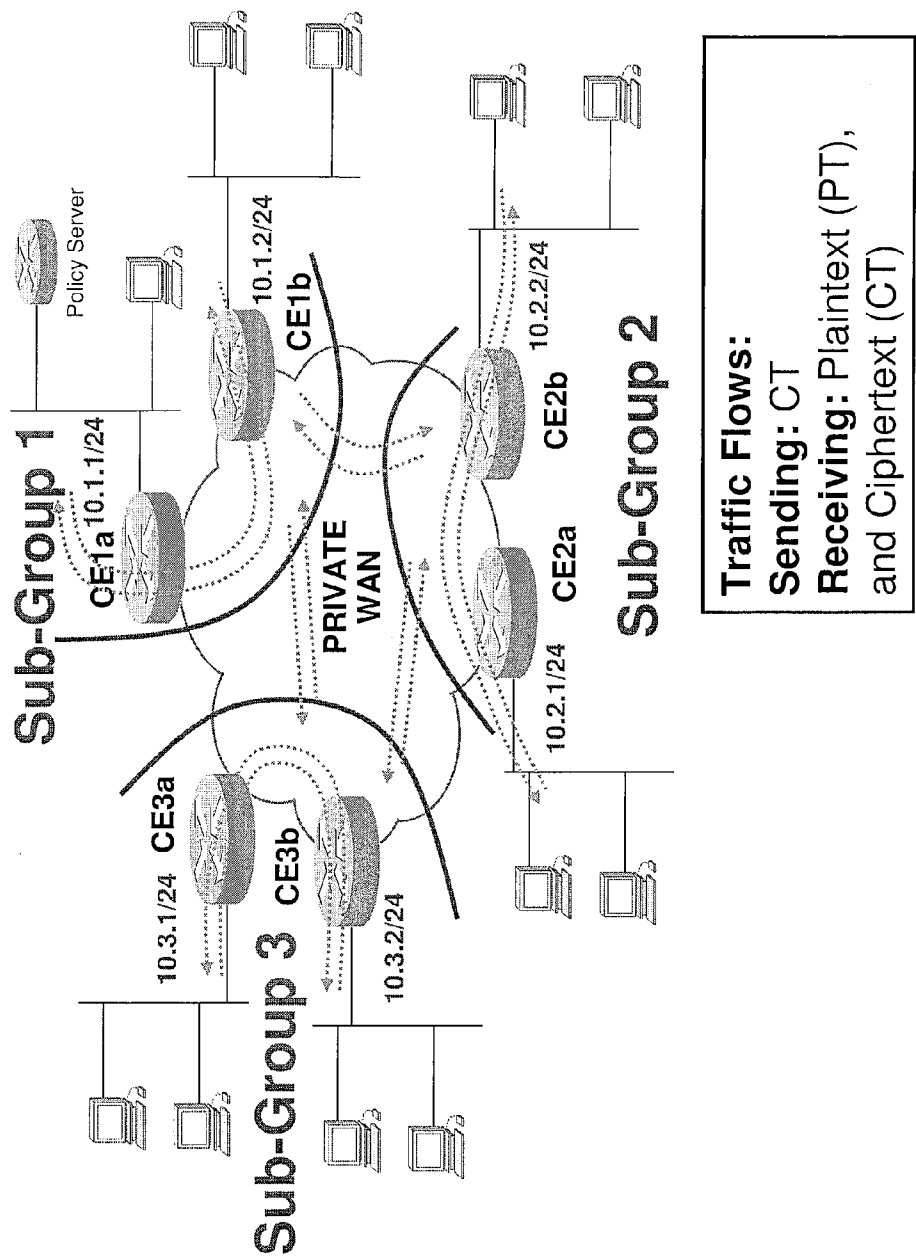 Sub-Group 1
Policy Server
10.1.1/24
CE1a
10.1.2/24
CE1b
PRIVATE
WAN
CE3a
10.3.1/24
CE3b
10.3.2/24
Sub-Group 3
CE2a
10.2.1/24
CE2b
10.2.2/24
Sub-Group 2
Traffic Flows:
Sending: CT
Receiving: Plaintext (PT),
and Ciphertext (CT)